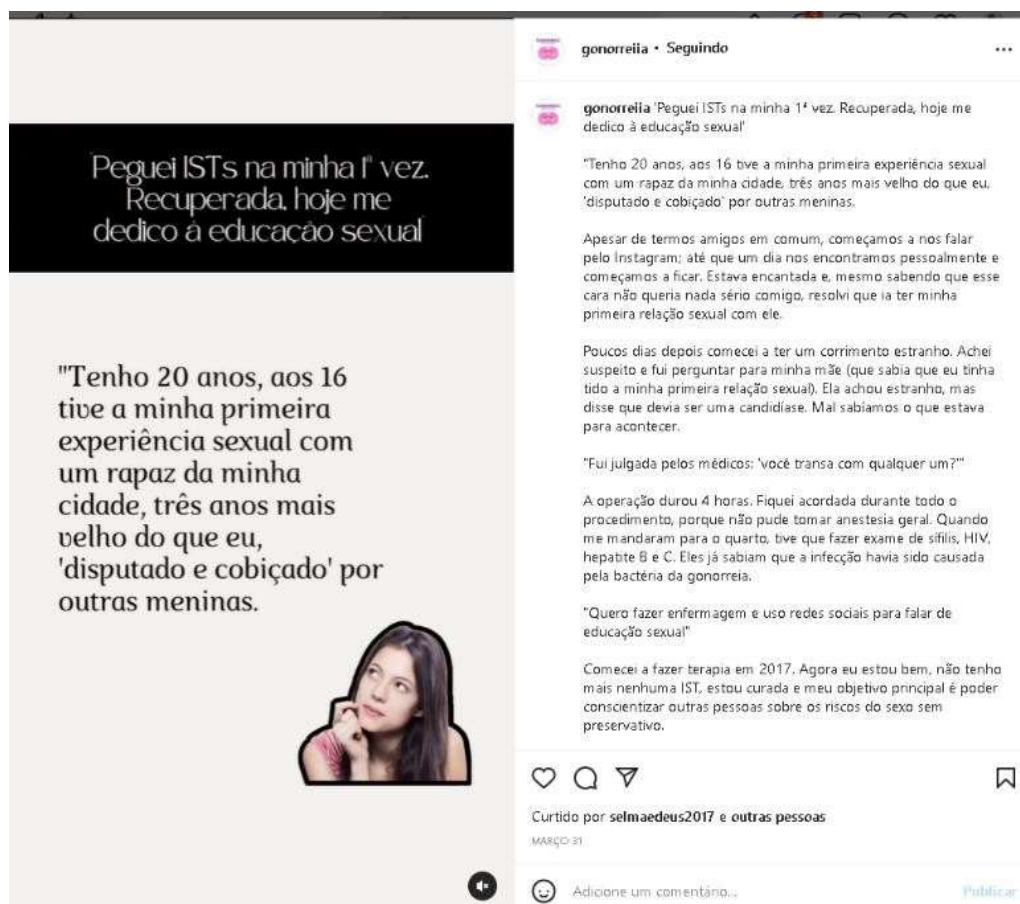 'Peguei ISTs na minha 1ª vez.
Recuperada, hoje me
dedico à educação sexual
"Tenho 20 anos, aos 16
tive a minha primeira
experiência sexual com
um rapaz da minha
cidade, três anos mais
velho do que eu,
'disputado e cobiçado' por
outras meninas.
gonorreiia • Seguindo
gonorreiia 'Peguei ISTs na minha 1ª vez. Recuperada, hoje me
dedico à educação sexual'
"Tenho 20 anos, aos 16 tive a minha primeira experiência sexual
com um rapaz da minha cidade, três anos mais velho do que eu,
'disputado e cobiçado' por outras meninas.
Apesar de termos amigos em comum, começamos a nos falar
pelo Instagram; até que um dia nos encontramos pessoalmente e
começamos a ficar. Estava encantada e, mesmo sabendo que esse
cara não queria nada sério comigo, resolvi que ia ter minha
primeira relação sexual com ele.
Poucos dias depois comecei a ter um corrimento estranho. Achei
suspeito e fui perguntar para minha mãe (que sabia que eu tinha
tido a minha primeira relação sexual). Ela achou estranho, mas
disse que devia ser uma candidíase. Mal sabíamos o que estava
para acontecer.
"Fui julgada pelos médicos: 'você transa com qualquer um?'"
A operação durou 4 horas. Fiquei acordada durante todo o
procedimento, porque não pude tomar anestesia geral. Quando
me mandaram para o quarto, tive que fazer exame de sífilis, HIV,
hepatite B e C. Eles já sabiam que a infecção havia sido causada
pela bactéria da gonorreia.
"Quero fazer enfermagem e uso redes sociais para falar de
educação sexual"
Comecei a fazer terapia em 2017. Agora eu estou bem, não tenho
mais nenhuma IST, estou curada e meu objetivo principal é poder
conscientizar outras pessoas sobre os riscos do sexo sem
preservativo.
Curtido por selmaedeus2017 e outras pessoas
MARÇO 31
Adicione um comentário...
Publicar